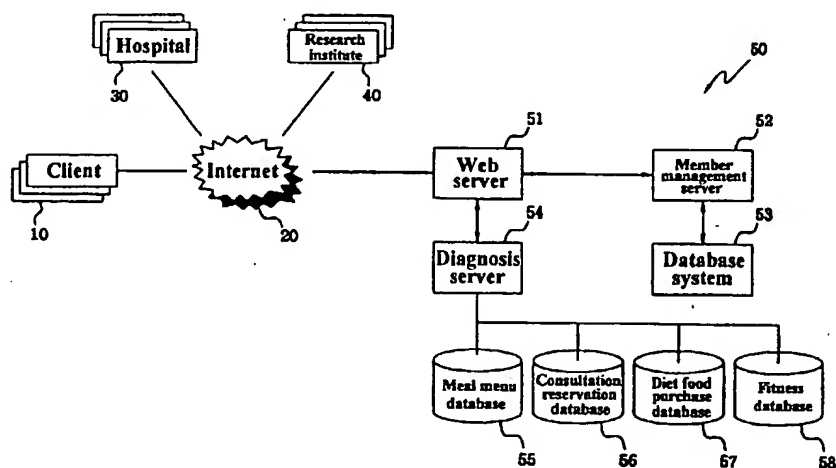 Hospital
30
Research
institute
40
50
Client
10
Internet
20
51
Web
server
52
Member
management
server
54
Diagnosis
server
53
Database
system
Meal menu
database
55
Consultation
reservation
database
56
Diet food
purchase
database
57
Fitness
database
58